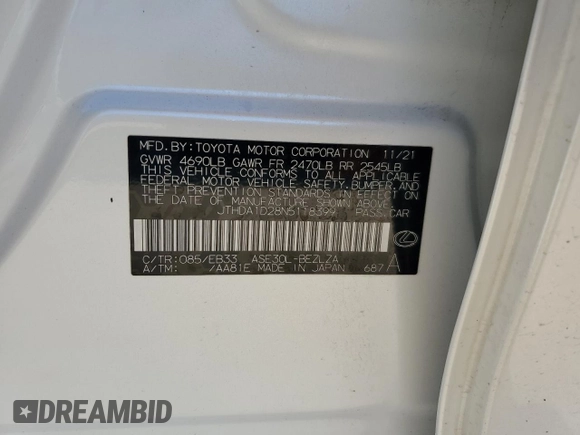 MFD. BY: TOYOTA MOTOR CORPORATION 11/21
GVWR 4690LB GAWR FR 2470LB RR 2545LB
THIS VEHICLE CONFORMS TO ALL APPLICABLE
FEDERAL MOTOR VEHICLE SAFETY, BUMPER, AND
THEFT PREVENTION STANDARDS IN EFFECT ON
THE DATE OF MANUFACTURE SHOWN ABOVE.
JTHDA1D28N5118399 PASS. CAR
C/TR: 085/EB33 ASE30L-BEZLZA
A/TM: /AA81E MADE IN JAPAN 687 A
DREAMBID